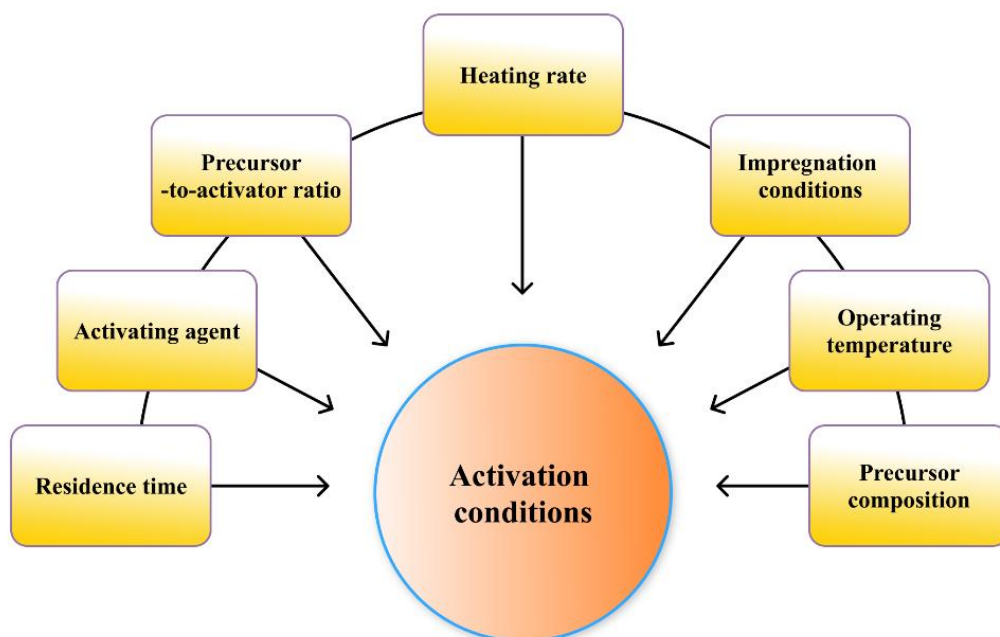 Heating rate
Precursor
-to-activator ratio
Impregnation
conditions
Activating agent
Operating
temperature
Residence time
Precursor
composition
Activation
conditions